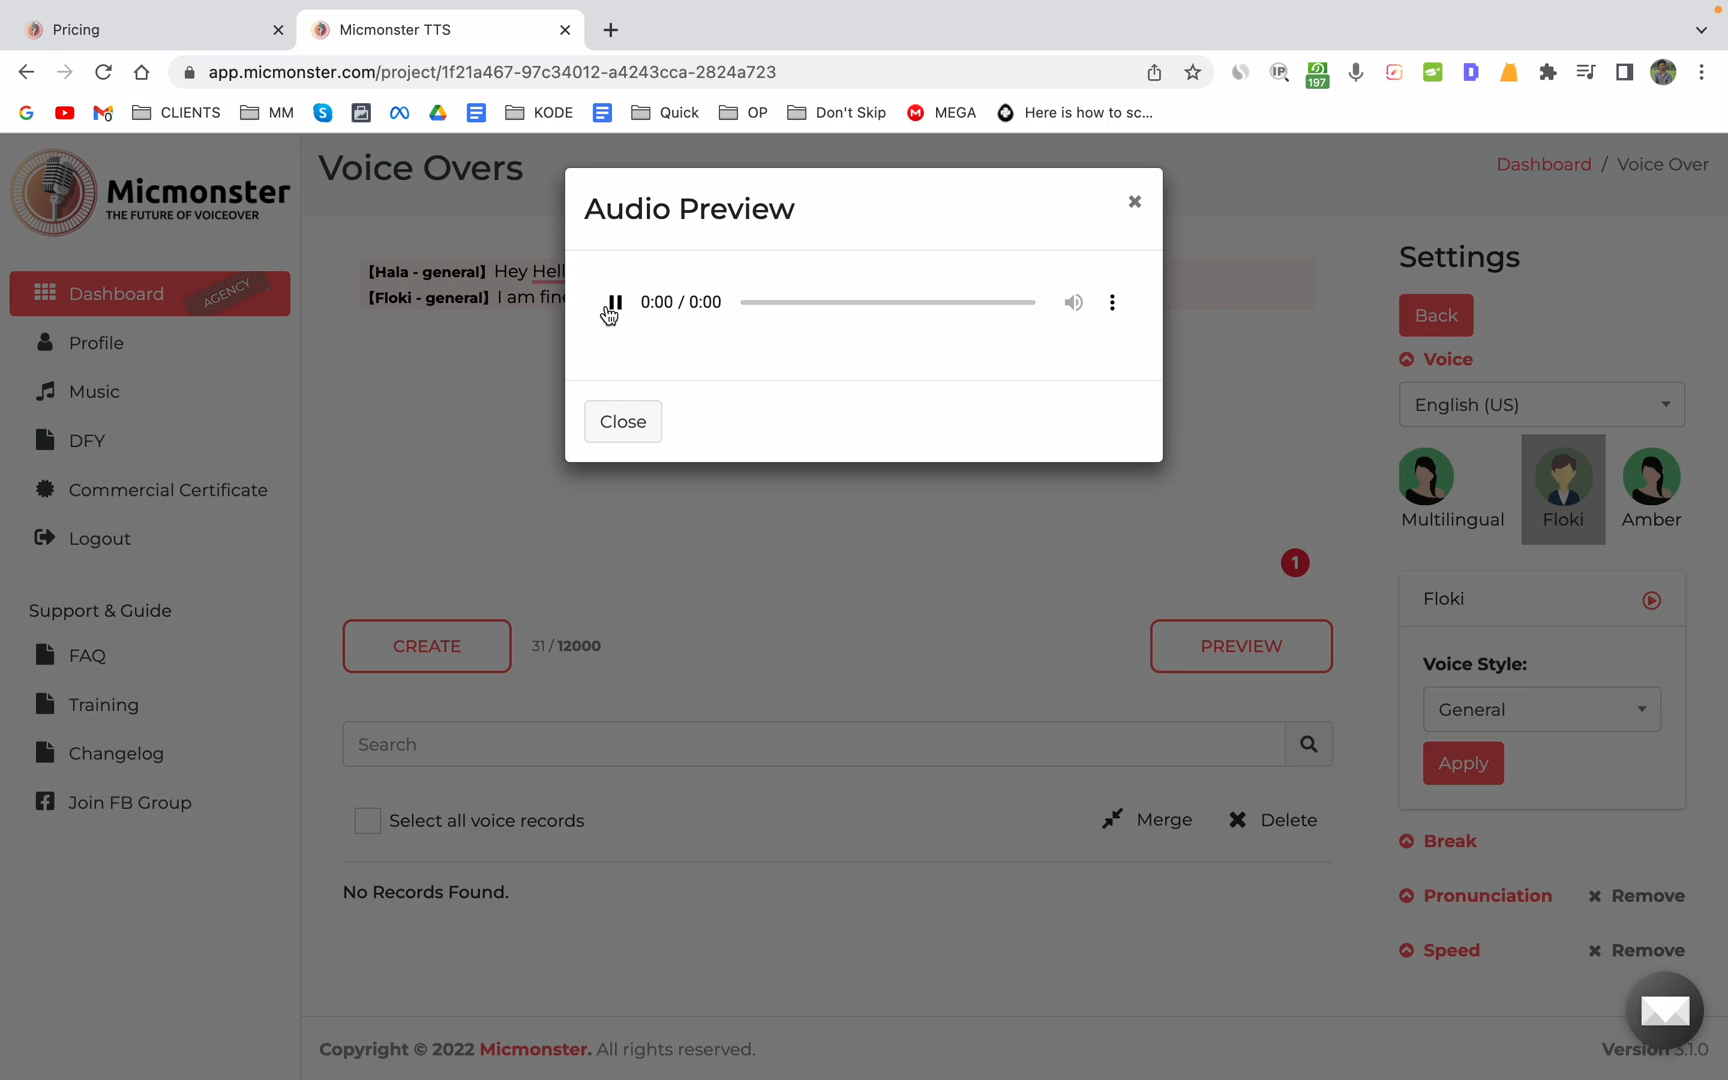 Pricing
Micmonster TTS
app.micmonster.com/project/1f21a467-97c34012-a4243cca-2824a723
197
CLIENTS
MM
KODE
Quick
OP
Don't Skip
MEGA
Here is how to sc...
Micmonster
THE FUTURE OF VOICEOVER
Dashboard
AGENCY
Profile
Music
DFY
Commercial Certificate
Logout
Support & Guide
FAQ
Training
Changelog
Join FB Group
Voice Overs
Dashboard / Voice Over
【Hala - general】 Hey Hell
【Floki - general】 I am fine
Audio Preview
0:00 / 0:00
Close
1
CREATE
31 / 12000
PREVIEW
Search
Select all voice records
Merge
Delete
No Records Found.
Settings
Back
Voice
English (US)
Multilingual
Floki
Amber
Floki
Voice Style:
General
Apply
Break
Pronunciation
Remove
Speed
Remove
Copyright © 2022 Micmonster. All rights reserved.
Version 3.1.0